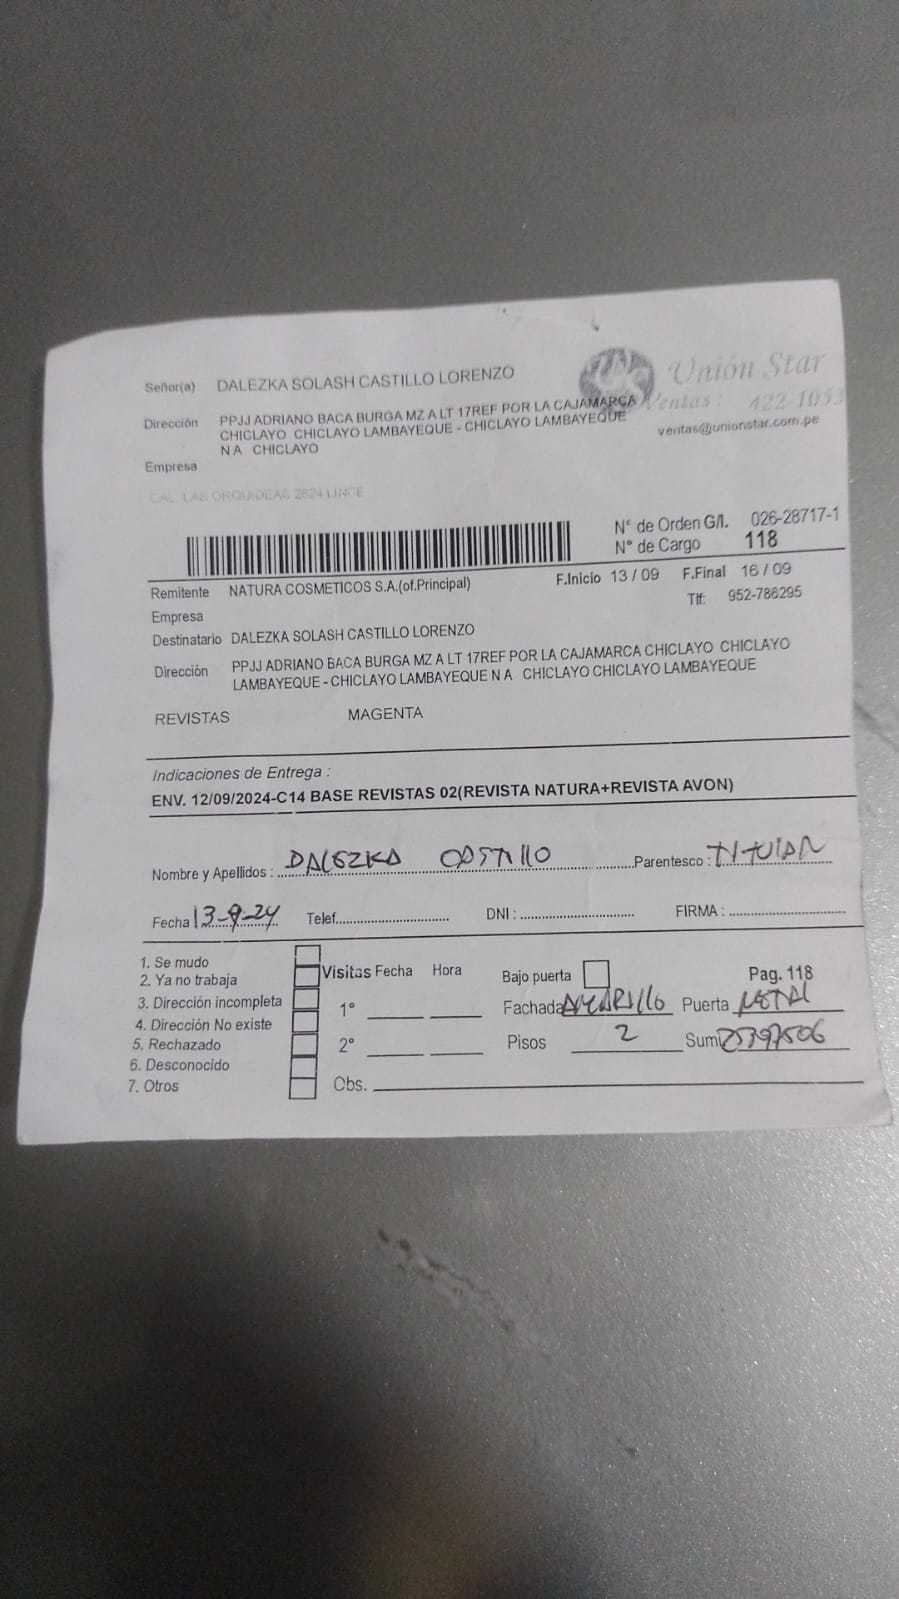 Señor(a) DALEZKA SOLASH CASTILLO LORENZO
Unión Star
Ventas : 422-1053
ventas@unionstar.com.pe
Dirección PPJJ ADRIANO BACA BURGA MZ A LT 17REF POR LA CAJAMARCA
CHICLAYO CHICLAYO LAMBAYEQUE - CHICLAYO LAMBAYEQUE
N A CHICLAYO
Empresa
CAL. LAS ORQUIDEAS 2624 LINCE
N° de Orden G/I. 026-28717-1
N° de Cargo 118
Remitente NATURA COSMETICOS S.A.(of.Principal) F.Inicio 13 / 09 F.Final 16 / 09
Empresa Tlf: 952-786295
Destinatario DALEZKA SOLASH CASTILLO LORENZO
Dirección PPJJ ADRIANO BACA BURGA MZ A LT 17REF POR LA CAJAMARCA CHICLAYO CHICLAYO
LAMBAYEQUE - CHICLAYO LAMBAYEQUE N A CHICLAYO CHICLAYO LAMBAYEQUE
REVISTAS MAGENTA
Indicaciones de Entrega :
ENV. 12/09/2024-C14 BASE REVISTAS 02(REVISTA NATURA+REVISTA AVON)
Nombre y Apellidos : DALEZKA CASTILLO Parentesco : TITULAR
Fecha 13-9-24 Telef. DNI : FIRMA :
1. Se mudo
2. Ya no trabaja
3. Dirección incompleta
4. Dirección No existe
5. Rechazado
6. Desconocido
7. Otros
Visitas Fecha Hora
1°
2°
Obs.
Bajo puerta Pag. 118
Fachada AMARILLO Puerta METAL
Pisos 2 Sum